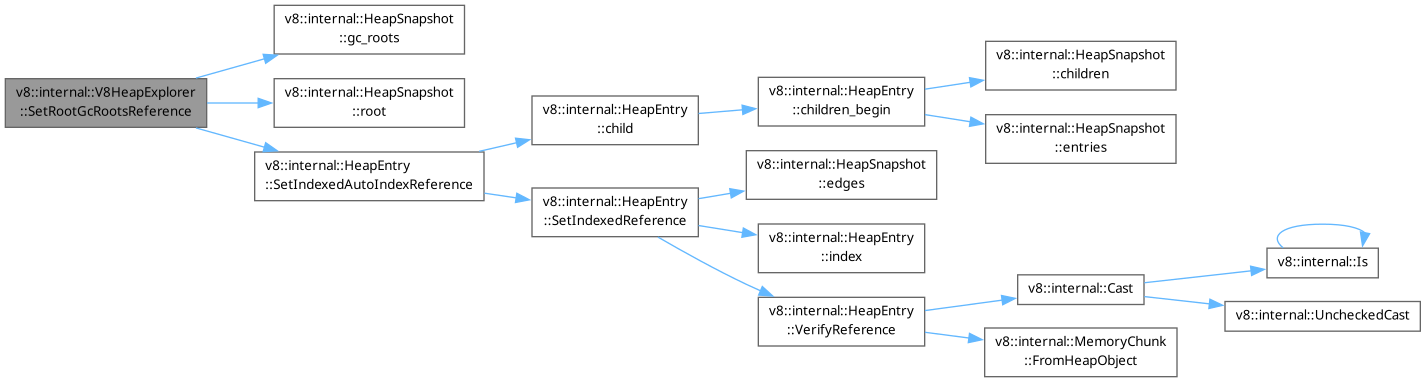 v8::internal::V8HeapExplorer
::SetRootGcRootsReference
v8::internal::HeapSnapshot
::gc_roots
v8::internal::HeapSnapshot
::root
v8::internal::HeapEntry
::SetIndexedAutoIndexReference
v8::internal::HeapEntry
::child
v8::internal::HeapEntry
::children_begin
v8::internal::HeapSnapshot
::children
v8::internal::HeapSnapshot
::entries
v8::internal::HeapEntry
::SetIndexedReference
v8::internal::HeapSnapshot
::edges
v8::internal::HeapEntry
::index
v8::internal::HeapEntry
::VerifyReference
v8::internal::Cast
v8::internal::Is
v8::internal::UncheckedCast
v8::internal::MemoryChunk
::FromHeapObject